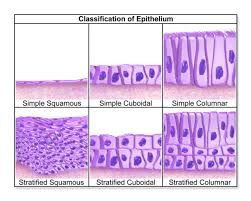 Classification of Epithelium
Simple Squamous
Simple Cuboidal
Simple Columnar
Stratified Squamous
Stratified Cuboidal
Stratified Columnar